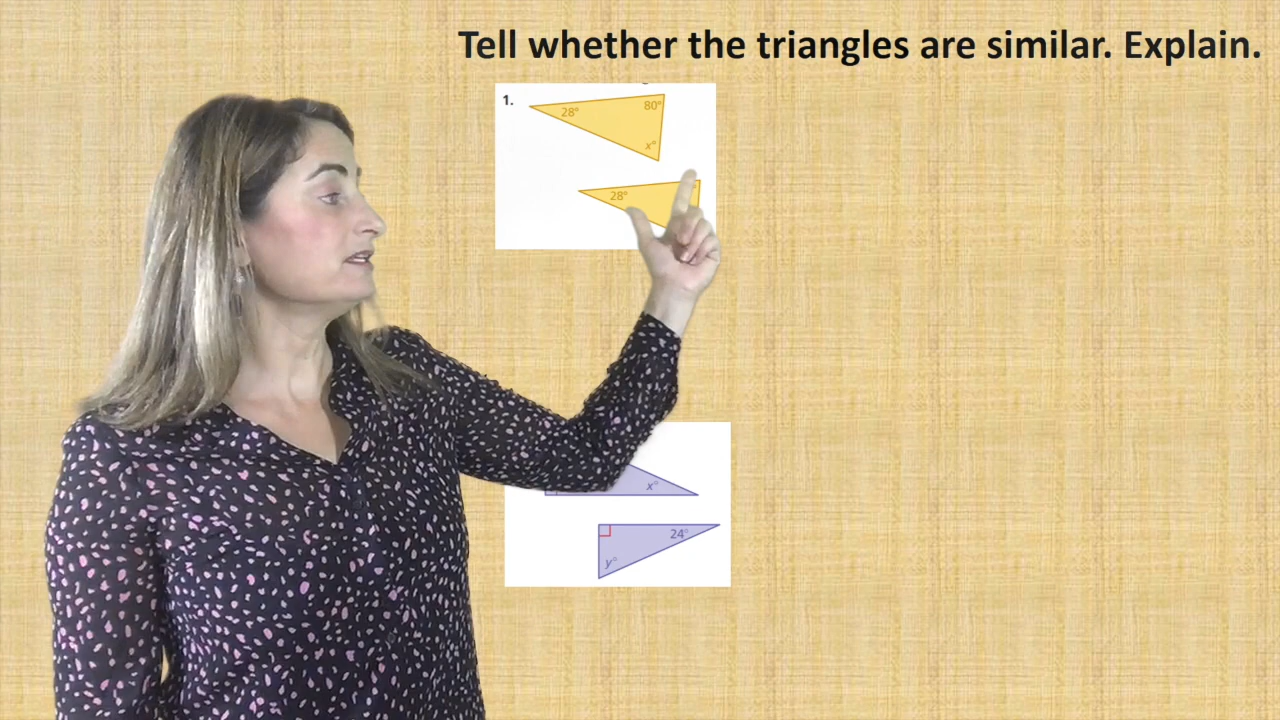 Tell whether the triangles are similar. Explain.
1.
28°
80°
x°
28°
x°
24°
y°